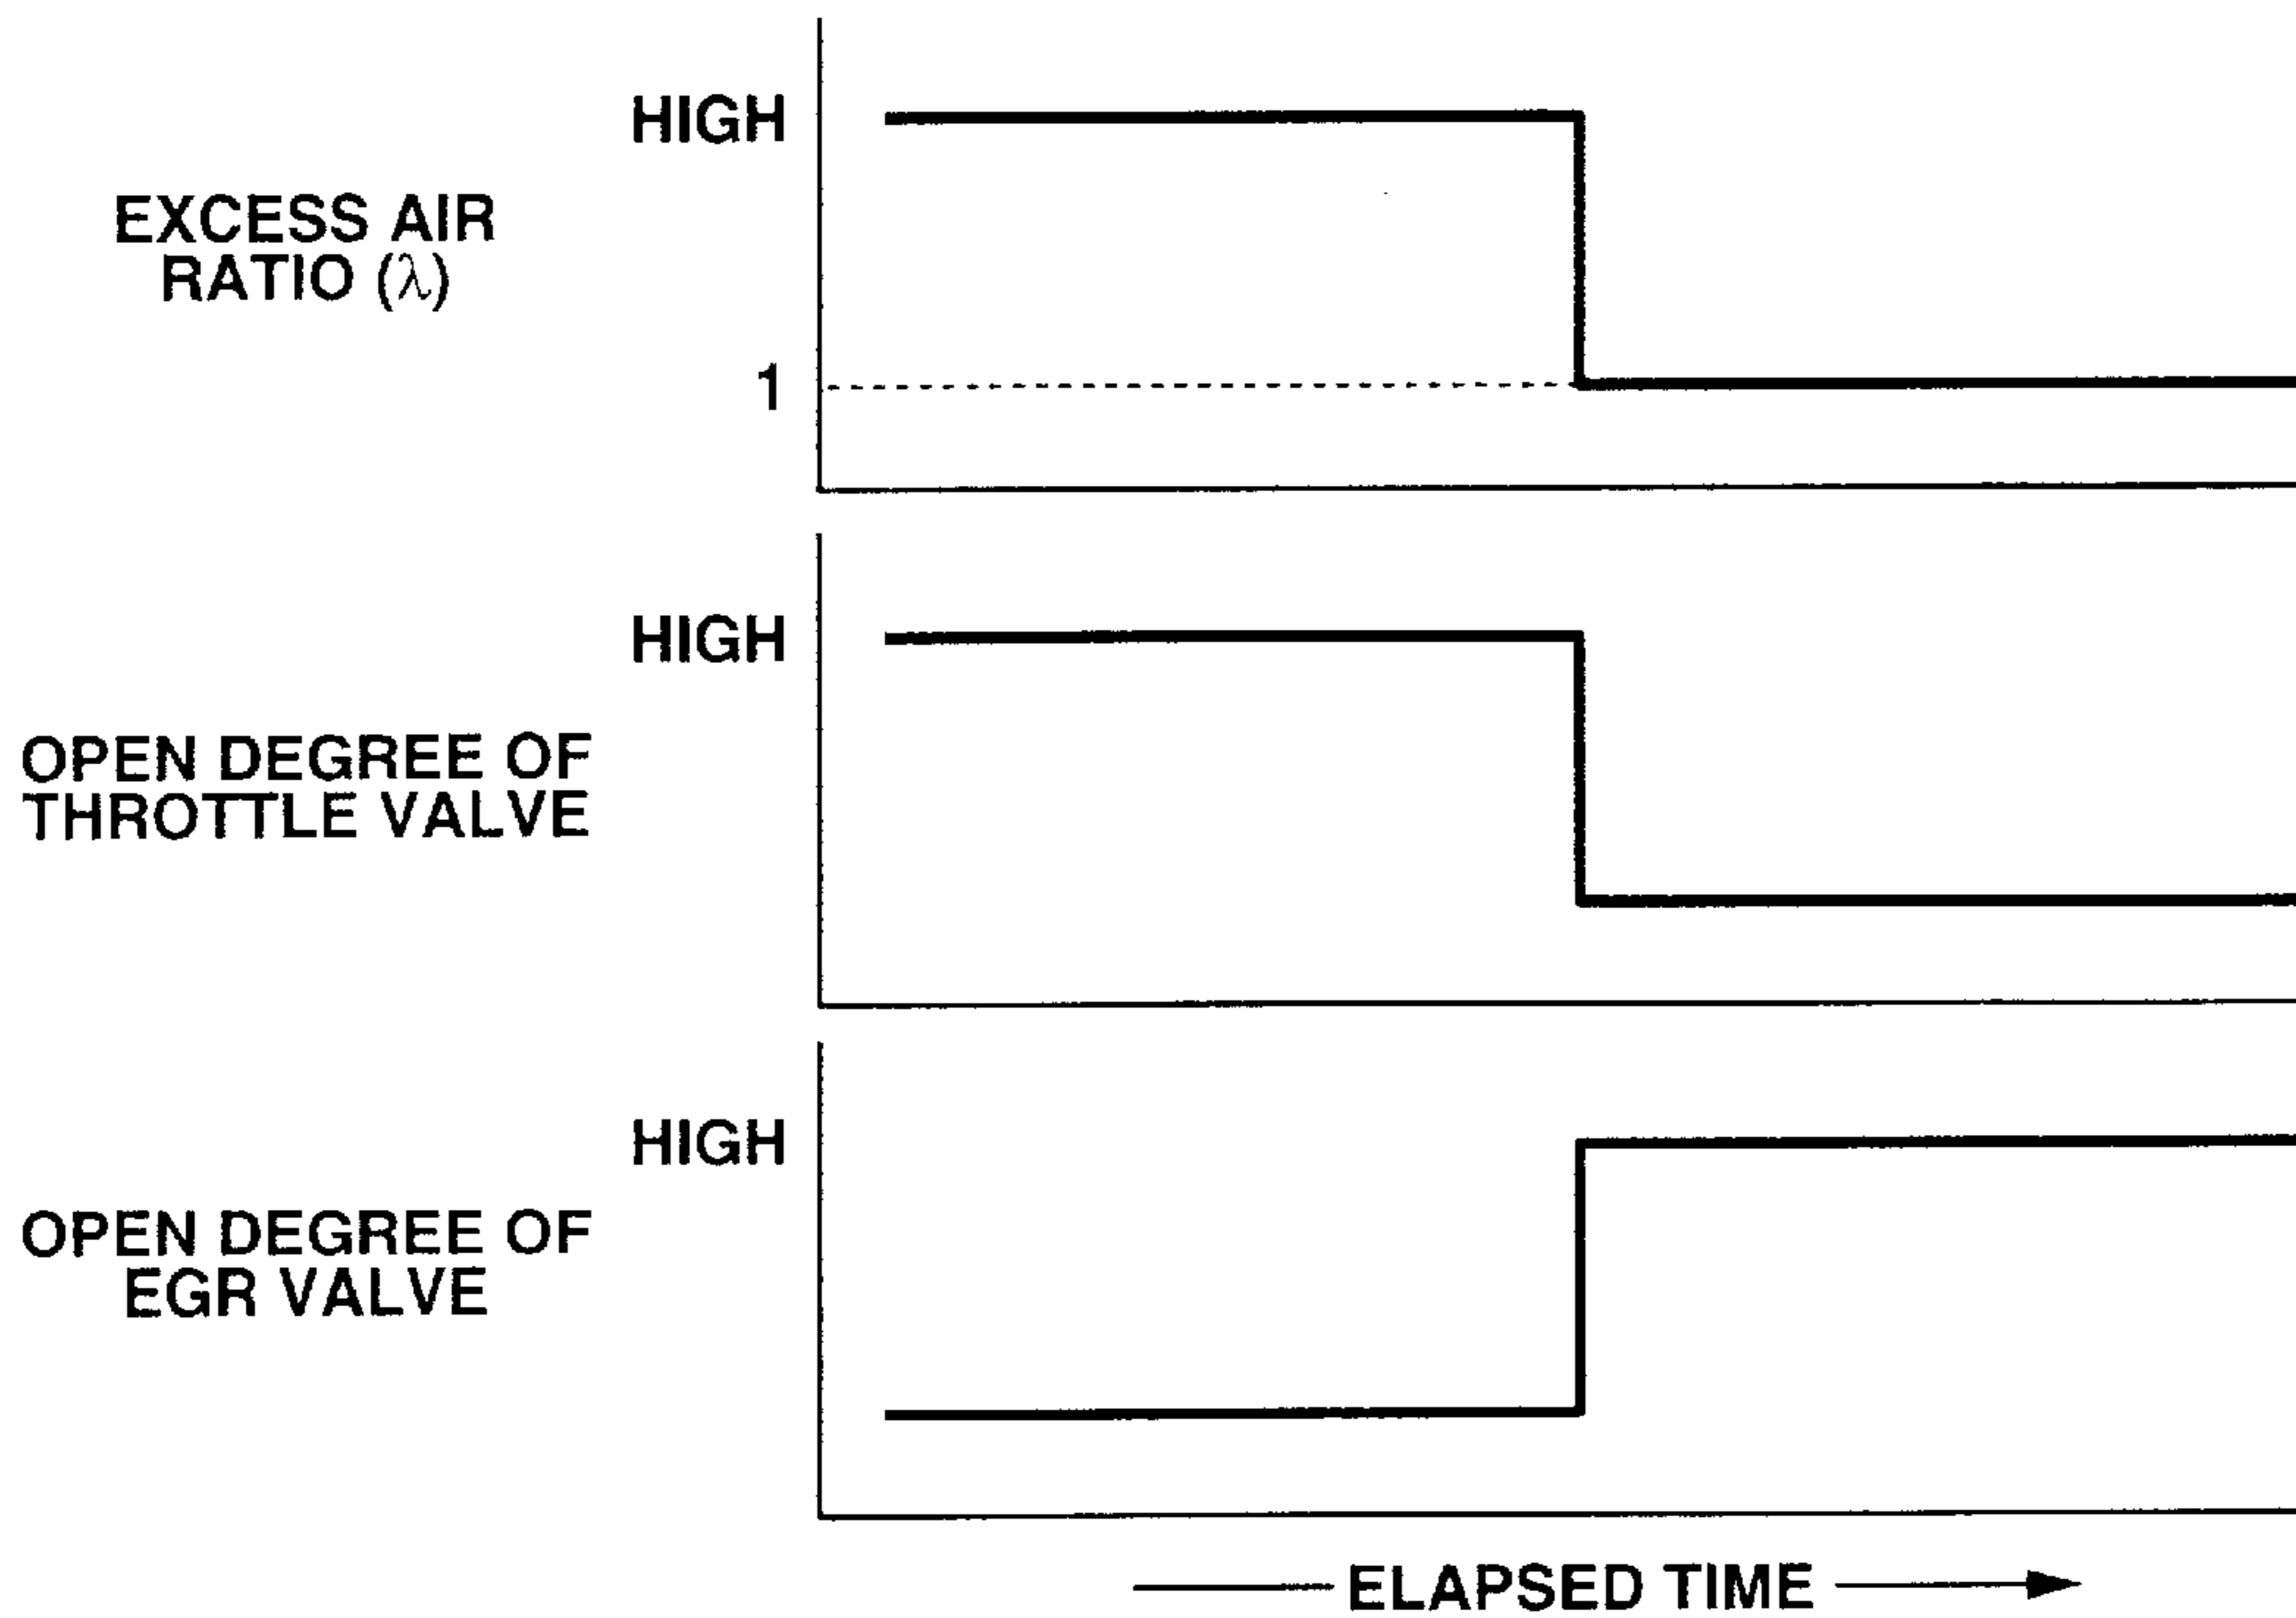 HIGH
EXCESS AIR
RATIO (λ)
1
HIGH
OPEN DEGREE OF
THROTTLE VALVE
HIGH
OPEN DEGREE OF
EGR VALVE
ELAPSED TIME